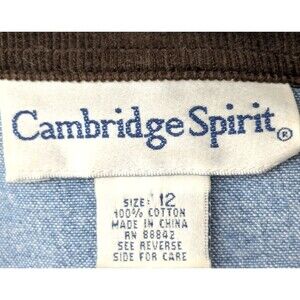 Cambridge Spirit®
SIZE: 12
100% COTTON
MADE IN CHINA
RN 88842
SEE REVERSE
SIDE FOR CARE